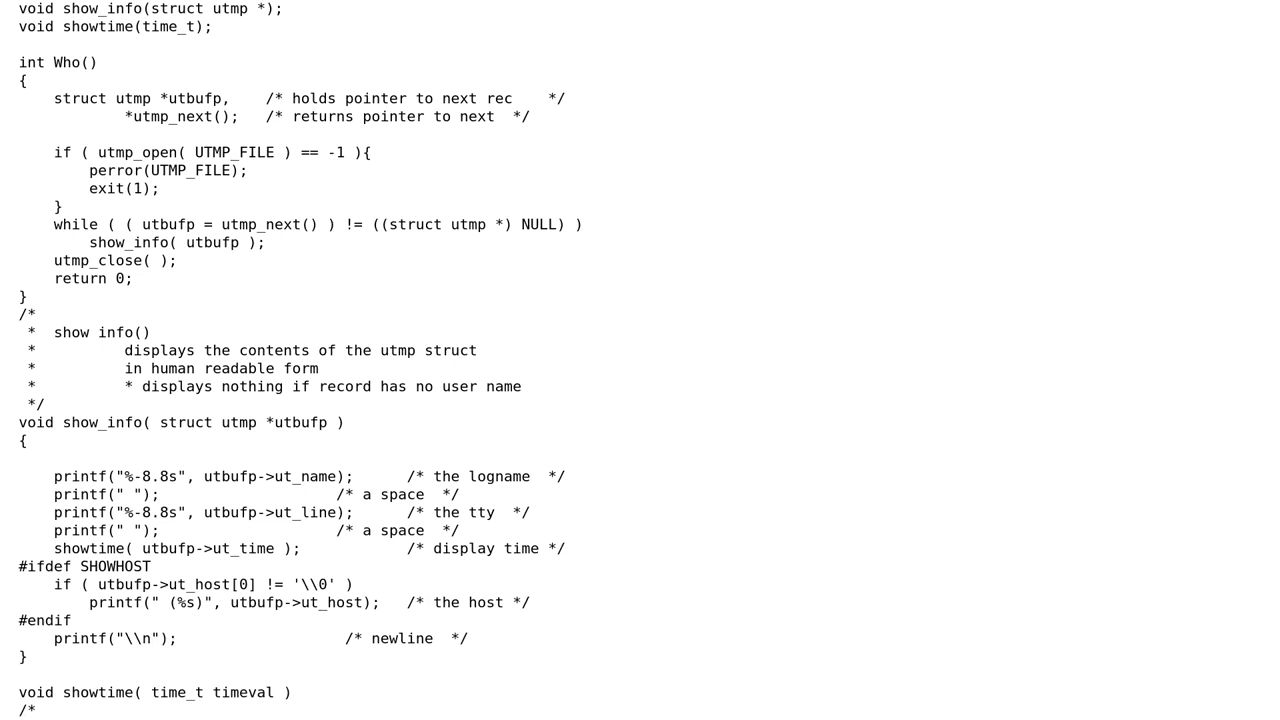 void show_info(struct utmp *);
void showtime(time_t);

int Who()
{
    struct utmp *utbufp,    /* holds pointer to next rec    */
            *utmp_next();   /* returns pointer to next  */

    if ( utmp_open( UTMP_FILE ) == -1 ){
        perror(UTMP_FILE);
        exit(1);
    }
    while ( ( utbufp = utmp_next() ) != ((struct utmp *) NULL) )
        show_info( utbufp );
    utmp_close( );
    return 0;
}
/*
 *  show info()
 *          displays the contents of the utmp struct
 *          in human readable form
 *          * displays nothing if record has no user name
 */
void show_info( struct utmp *utbufp )
{

    printf("%-8.8s", utbufp->ut_name);      /* the logname  */
    printf(" ");                    /* a space  */
    printf("%-8.8s", utbufp->ut_line);      /* the tty  */
    printf(" ");                    /* a space  */
    showtime( utbufp->ut_time );            /* display time */
#ifdef SHOWHOST
    if ( utbufp->ut_host[0] != '\\0' )
        printf(" (%s)", utbufp->ut_host);   /* the host */
#endif
    printf("\\n");                   /* newline  */
}

void showtime( time_t timeval )
/*